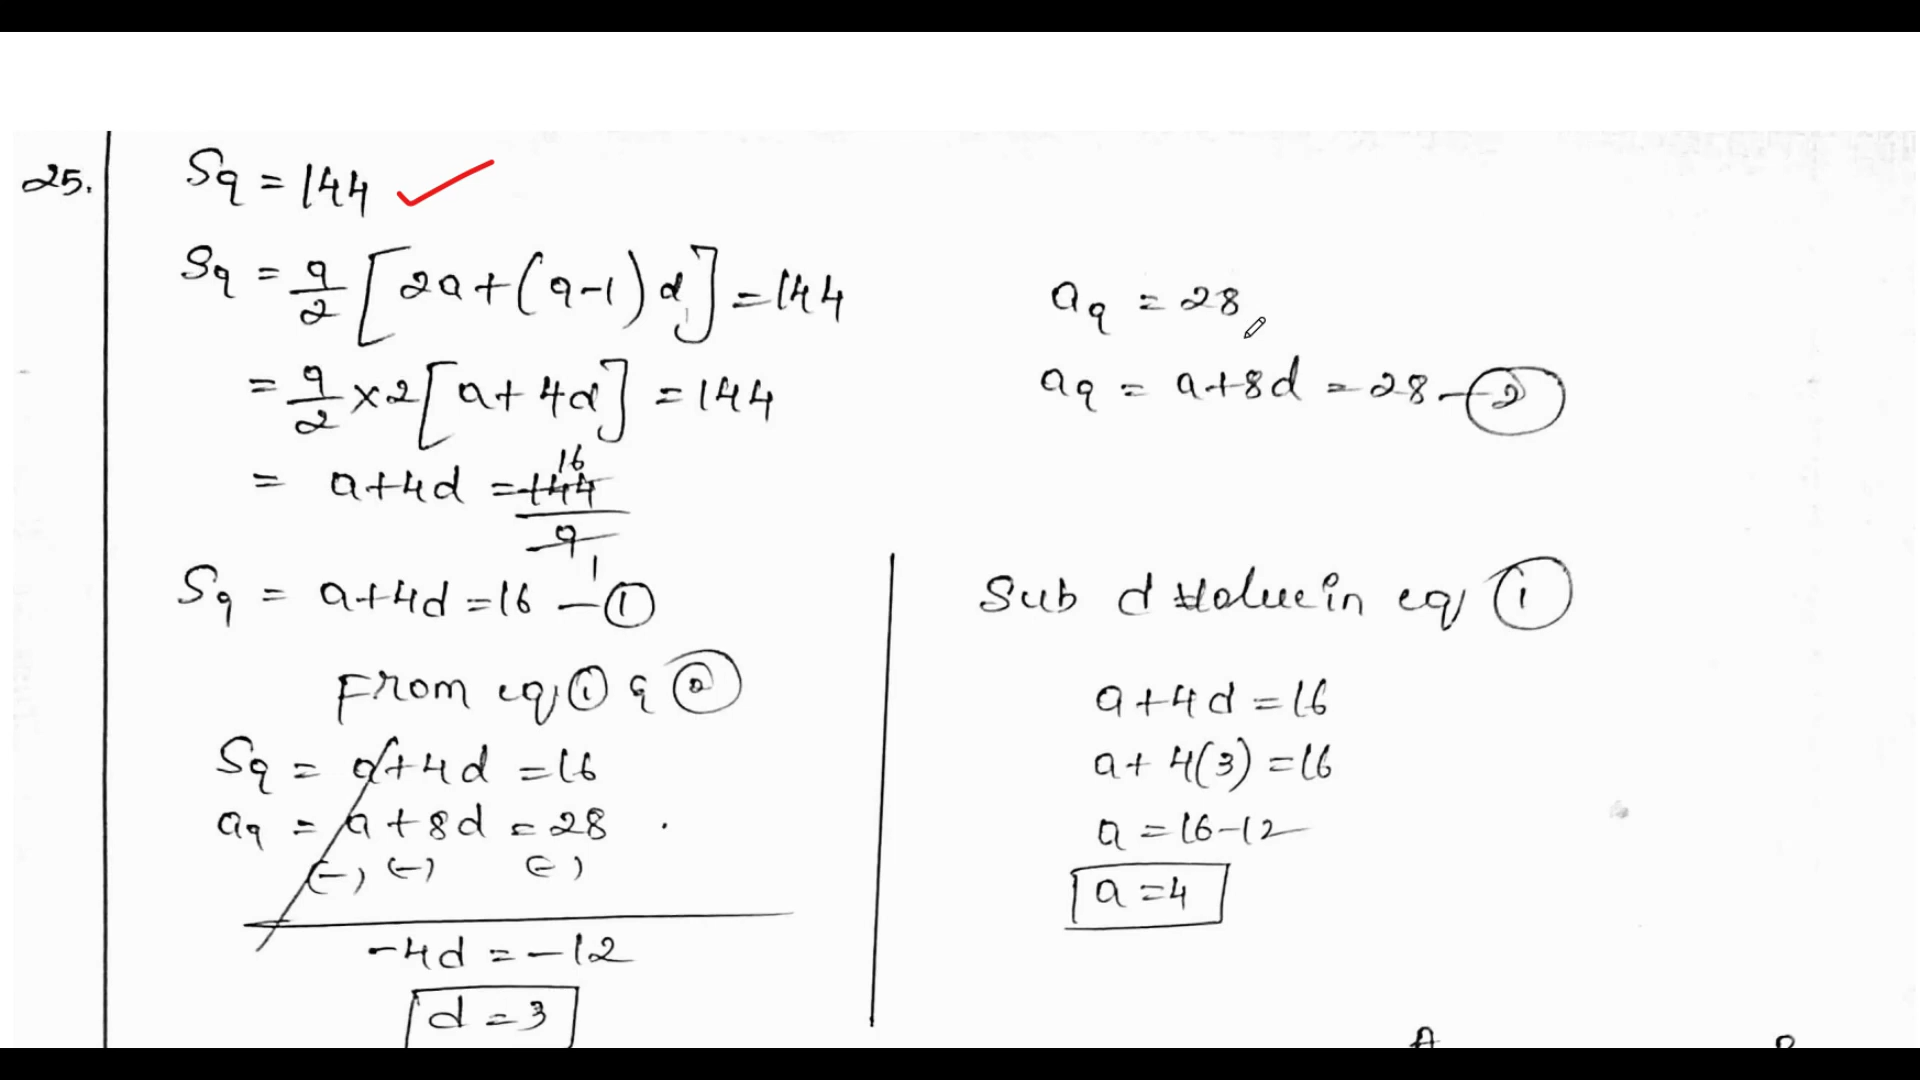 25.
S₉ = 144
S₉ = 9/2 [2a + (9-1)d] = 144
= 9/2 × 2 [a + 4d] = 144
= a + 4d = 144/9
16
1
a₉ = 28
a₉ = a + 8d = 28 - ②
S₉ = a + 4d = 16 - ①
From eq ① & ②
S₉ = a + 4d = 16
a₉ = a + 8d = 28
(-) (-) (-)
-4d = -12
d = 3
Sub d value in eq ①
a + 4d = 16
a + 4(3) = 16
a = 16 - 12
a = 4